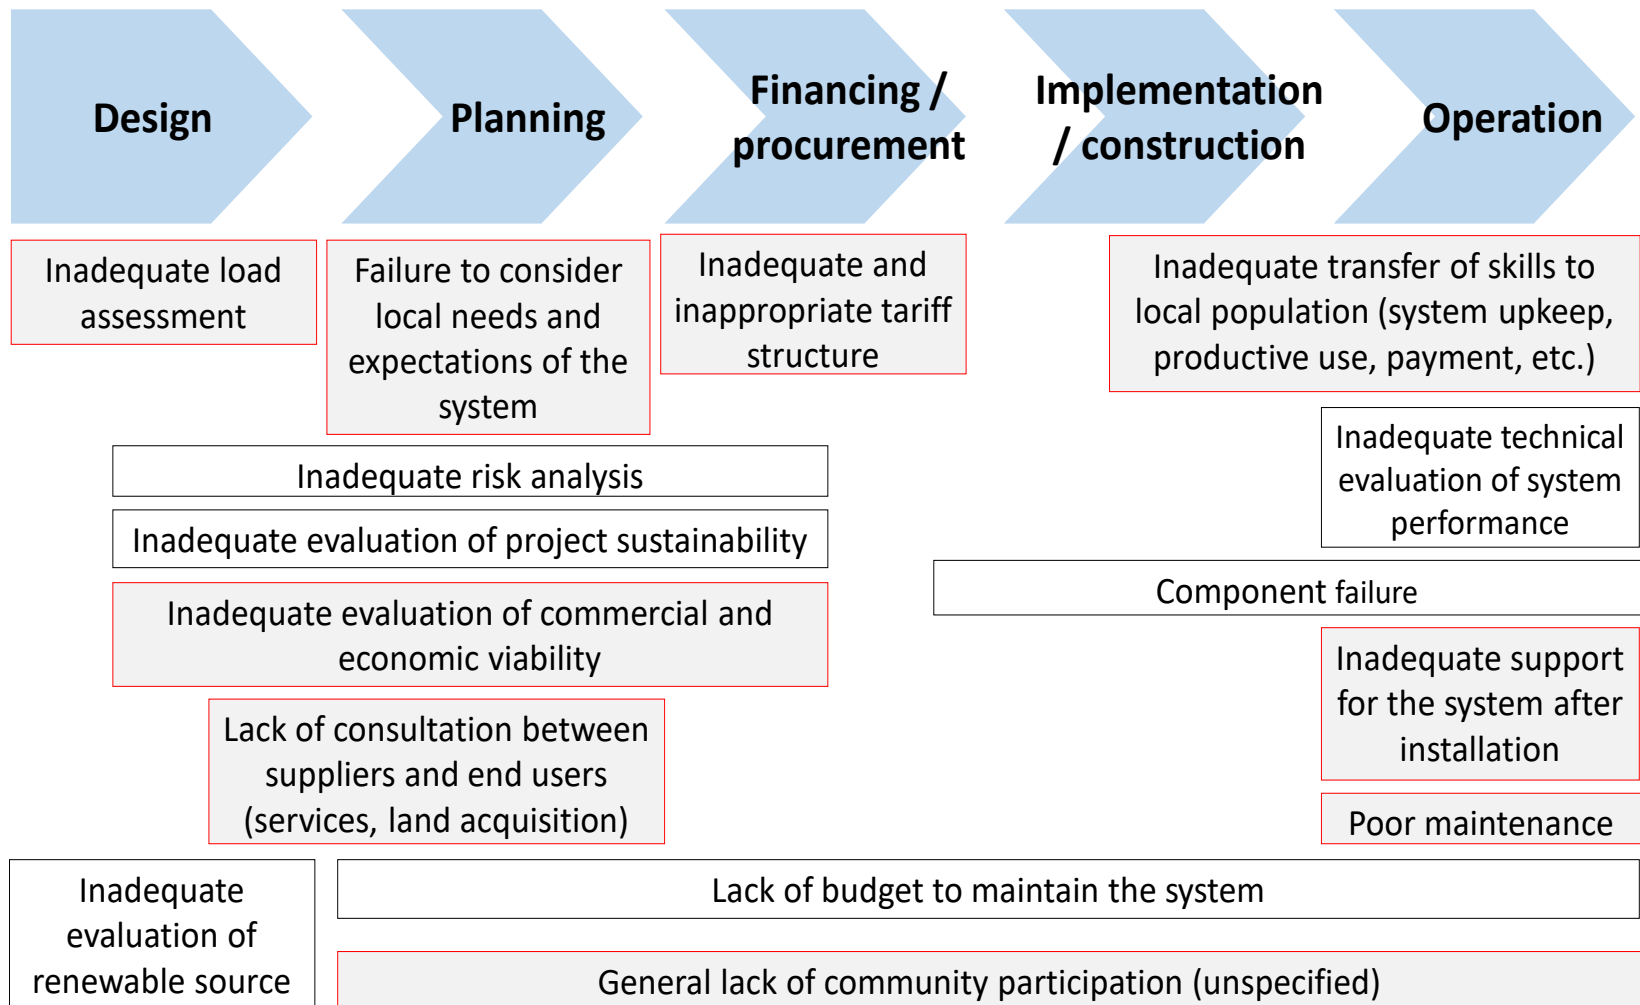 Design
Planning
Financing /
procurement
Implementation
/ construction
Operation
Inadequate load
assessment
Failure to consider
local needs and
expectations of the
system
Inadequate and
inappropriate tariff
structure
Inadequate transfer of skills to
local population (system upkeep,
productive use, payment, etc.)
Inadequate risk analysis
Inadequate technical
evaluation of system
performance
Inadequate evaluation of project sustainability
Component failure
Inadequate evaluation of commercial and
economic viability
Inadequate support
for the system after
installation
Lack of consultation between
suppliers and end users
(services, land acquisition)
Poor maintenance
Inadequate
evaluation of
renewable source
Lack of budget to maintain the system
General lack of community participation (unspecified)